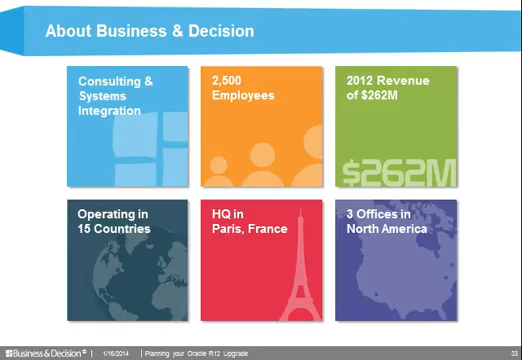 About Business & Decision
Consulting &
Systems
Integration
2,500
Employees
2012 Revenue
of $262M
$262M
Operating in
15 Countries
HQ in
Paris, France
3 Offices in
North America
Business & Decision ©
1/16/2014
Planning your Oracle R12 Upgrade
33